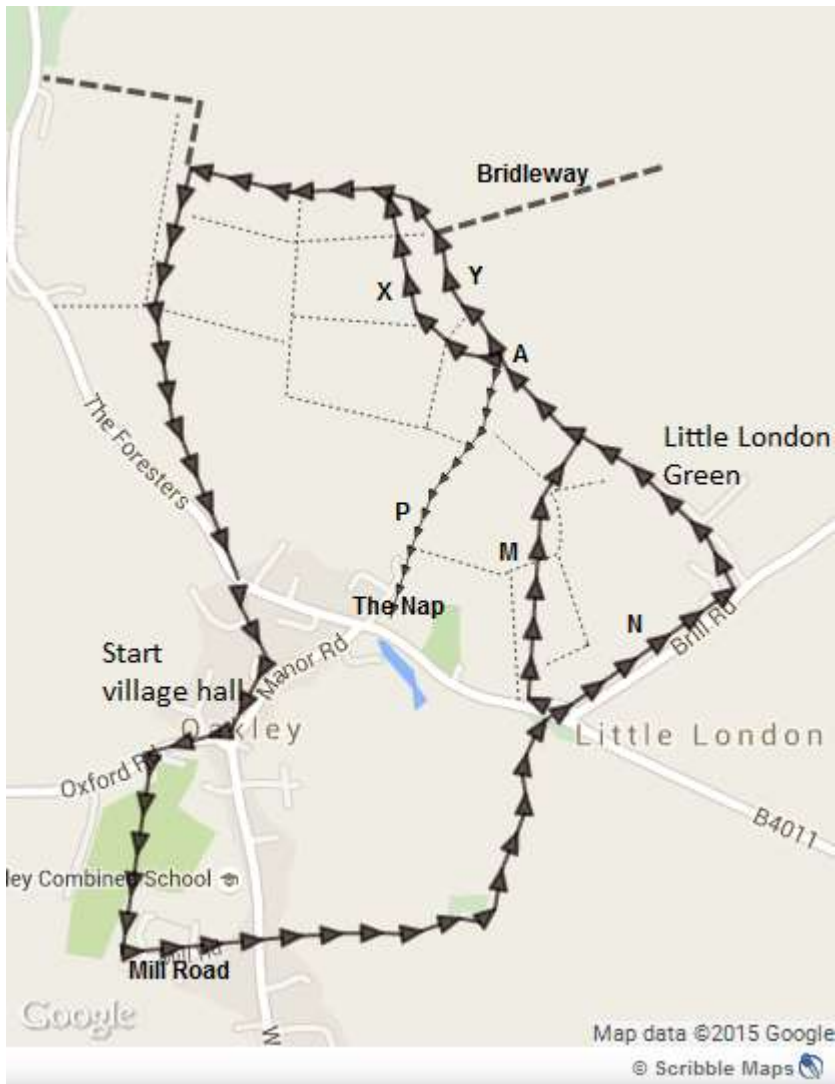 Bridleway
X
Y
A
The Foresters
Little London
Green
P
M
The Nap
N
Brill Rd
Start
village hall
Manor Rd
Oakley
Little London
Oxford Rd
B4011
ley Combined School
Mill Road
W
Google
Map data ©2015 Google
© Scribble Maps